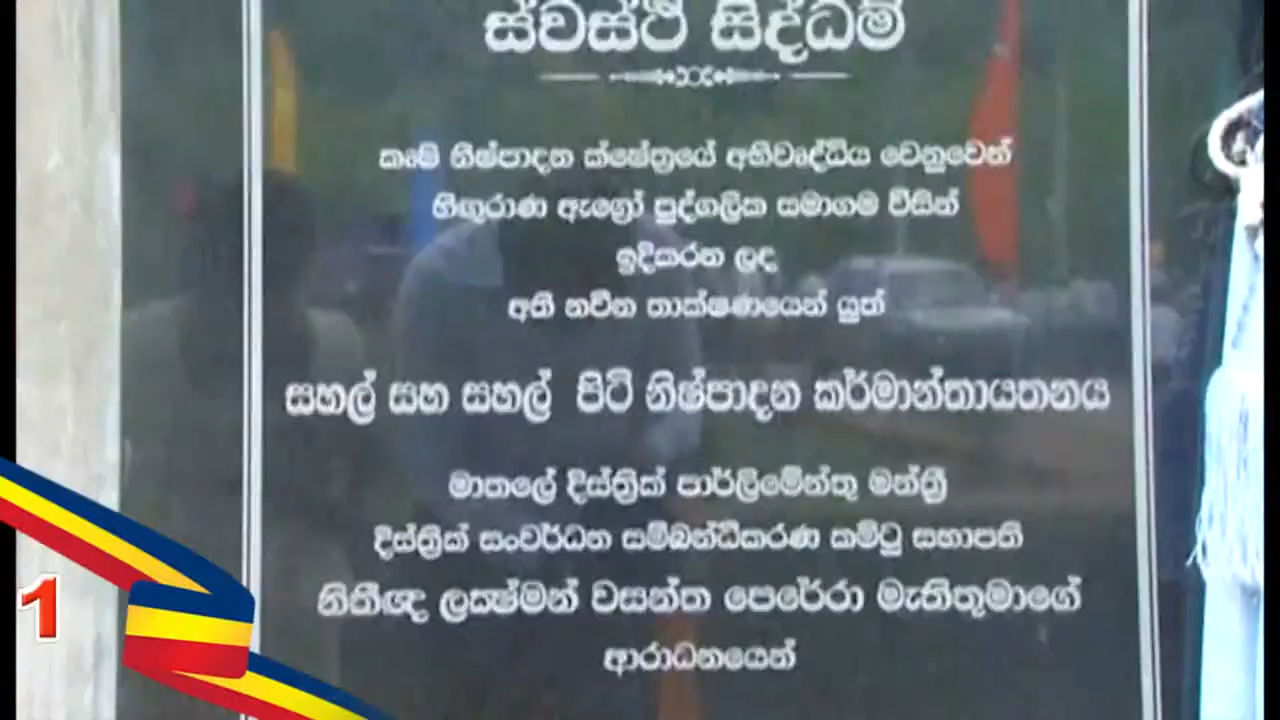 ස්වස්ථි සිද්ධම්
කෘෂි නිෂ්පාදන ක්ෂේත්‍රයේ අභිවෘද්ධිය වෙනුවෙන්
හිඟුරාණ ඇග්‍රෝ පුද්ගලික සමාගම විසින්
ඉදිකරන ලද
අති නවීන තාක්ෂණයෙන් යුත්
සහල් සහ සහල් පිටි නිෂ්පාදන කර්මාන්තායතනය
මාතලේ දිස්ත්‍රික් පාර්ලිමේන්තු මන්ත්‍රී
දිස්ත්‍රික් සංවර්ධන සම්බන්ධීකරණ කමිටු සභාපති
නිතීඥ ලක්ෂ්මන් වසන්ත පෙරේරා මැතිතුමාගේ
ආරාධනයෙන්
1